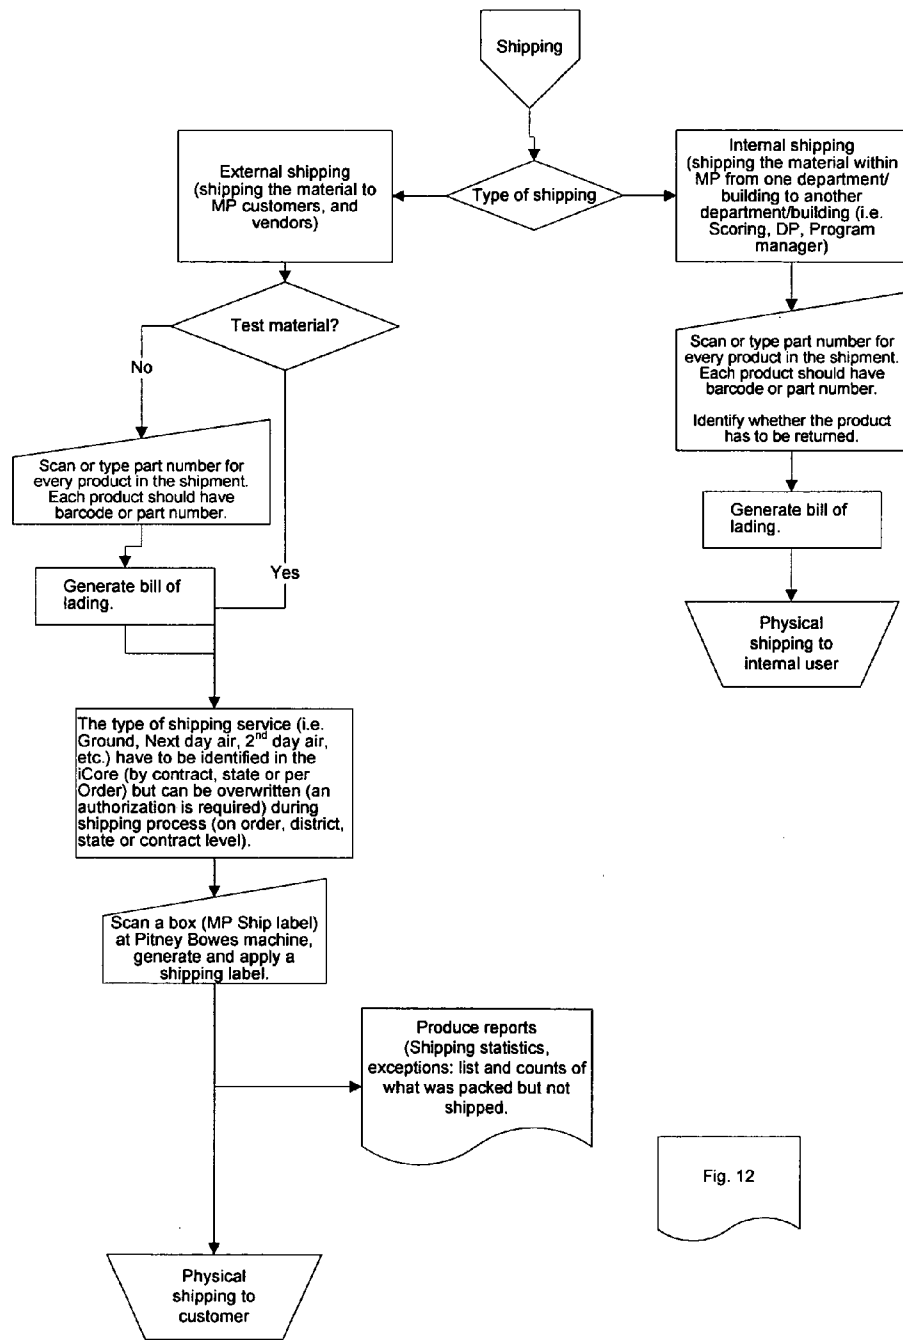 Shipping
Type of shipping
External shipping
(shipping the material to
MP customers, and
vendors)
Internal shipping
(shipping the material within
MP from one department/
building to another
department/building (i.e.
Scoring, DP, Program
manager)
Test material?
No
Yes
Scan or type part number for
every product in the shipment.
Each product should have
barcode or part number.
Generate bill of
lading.
Scan or type part number for
every product in the shipment.
Each product should have
barcode or part number.
Identify whether the product
has to be returned.
Generate bill of
lading.
Physical
shipping to
internal user
The type of shipping service (i.e.
Ground, Next day air, 2nd day air,
etc.) have to be identified in the
iCore (by contract, state or per
Order) but can be overwritten (an
authorization is required) during
shipping process (on order, district,
state or contract level).
Scan a box (MP Ship label)
at Pitney Bowes machine,
generate and apply a
shipping label.
Produce reports
(Shipping statistics,
exceptions: list and counts of
what was packed but not
shipped.
Fig. 12
Physical
shipping to
customer